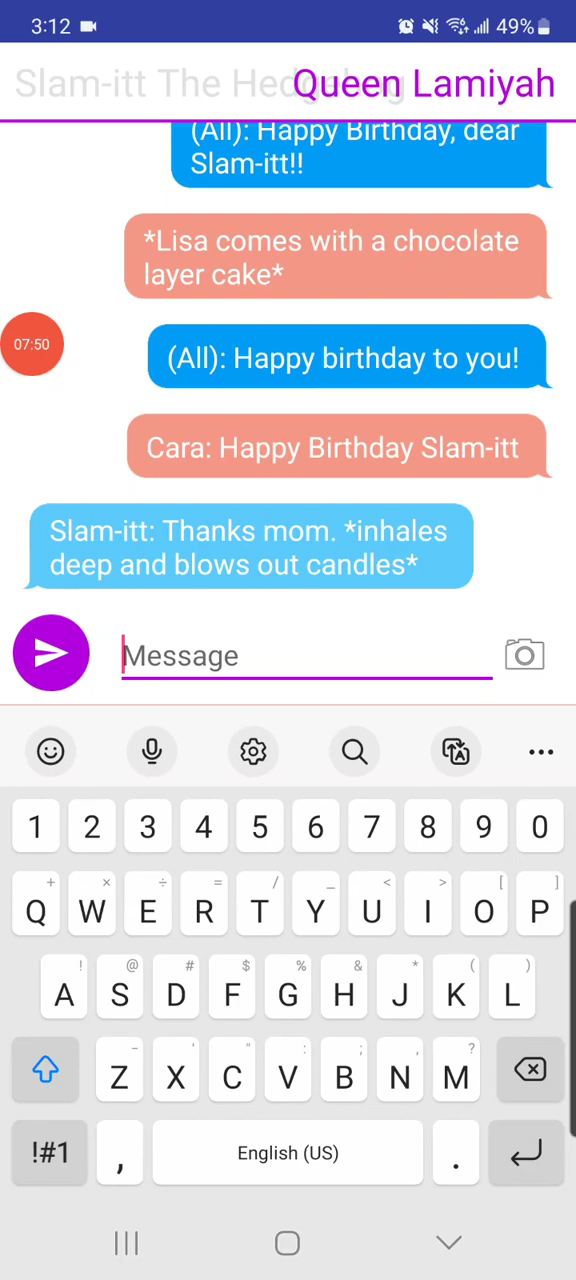 3:12 49%
Slam-itt The Hedgehog Queen Lamiyah
(All): Happy Birthday, dear
Slam-itt!!
*Lisa comes with a chocolate
layer cake*
07:50
(All): Happy birthday to you!
Cara: Happy Birthday Slam-itt
Slam-itt: Thanks mom. *inhales
deep and blows out candles*
Message
1 2 3 4 5 6 7 8 9 0
+ × ÷ = / _ < > [ ]
Q W E R T Y U I O P
! @ # $ % & * ( )
A S D F G H J K L
- ' " : ; , ?
Z X C V B N M
!#1 , English (US) .